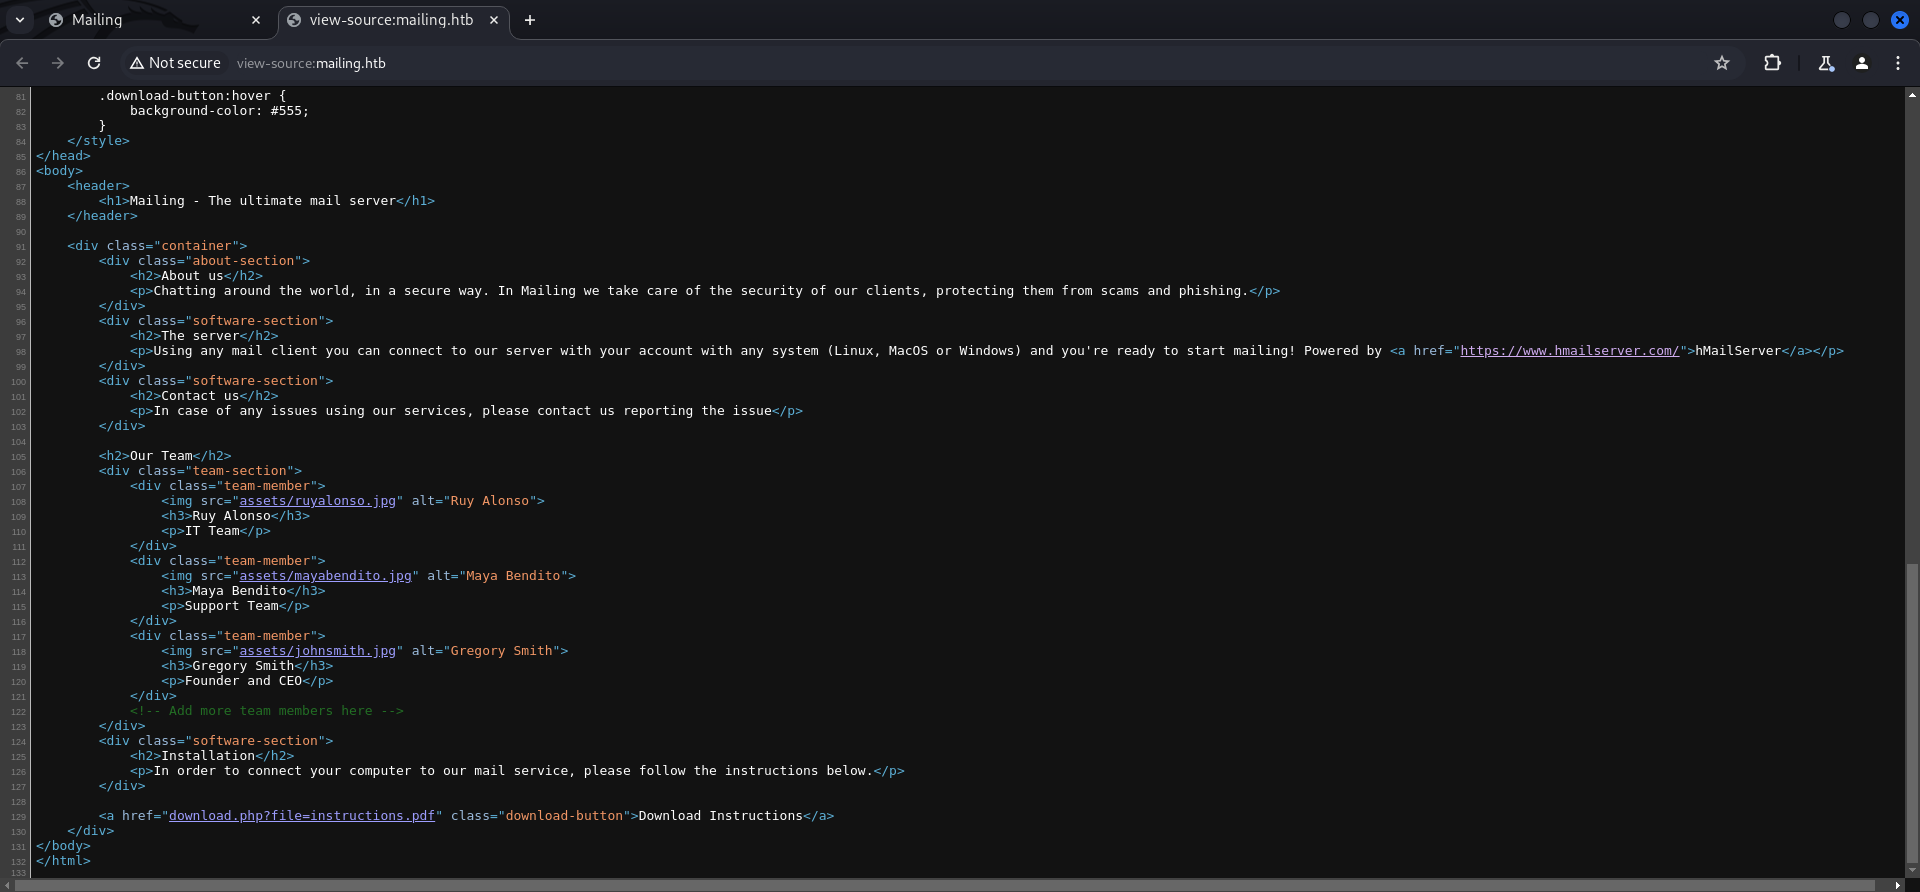 Mailing
view-source:mailing.htb
Not secure
view-source:mailing.htb
81 .download-button:hover {
82 background-color: #555;
83 }
84 </style>
85 </head>
86 <body>
87 <header>
88 <h1>Mailing - The ultimate mail server</h1>
89 </header>
90
91 <div class="container">
92 <div class="about-section">
93 <h2>About us</h2>
94 <p>Chatting around the world, in a secure way. In Mailing we take care of the security of our clients, protecting them from scams and phishing.</p>
95 </div>
96 <div class="software-section">
97 <h2>The server</h2>
98 <p>Using any mail client you can connect to our server with your account with any system (Linux, MacOS or Windows) and you're ready to start mailing! Powered by <a href="https://www.hmailserver.com/">hMailServer</a></p>
99 </div>
100 <div class="software-section">
101 <h2>Contact us</h2>
102 <p>In case of any issues using our services, please contact us reporting the issue</p>
103 </div>
104
105 <h2>Our Team</h2>
106 <div class="team-section">
107 <div class="team-member">
108 <img src="assets/ruyalonso.jpg" alt="Ruy Alonso">
109 <h3>Ruy Alonso</h3>
110 <p>IT Team</p>
111 </div>
112 <div class="team-member">
113 <img src="assets/mayabendito.jpg" alt="Maya Bendito">
114 <h3>Maya Bendito</h3>
115 <p>Support Team</p>
116 </div>
117 <div class="team-member">
118 <img src="assets/johnsmith.jpg" alt="Gregory Smith">
119 <h3>Gregory Smith</h3>
120 <p>Founder and CEO</p>
121 </div>
122 <!-- Add more team members here -->
123 </div>
124 <div class="software-section">
125 <h2>Installation</h2>
126 <p>In order to connect your computer to our mail service, please follow the instructions below.</p>
127 </div>
128
129 <a href="download.php?file=instructions.pdf" class="download-button">Download Instructions</a>
130 </div>
131 </body>
132 </html>
133